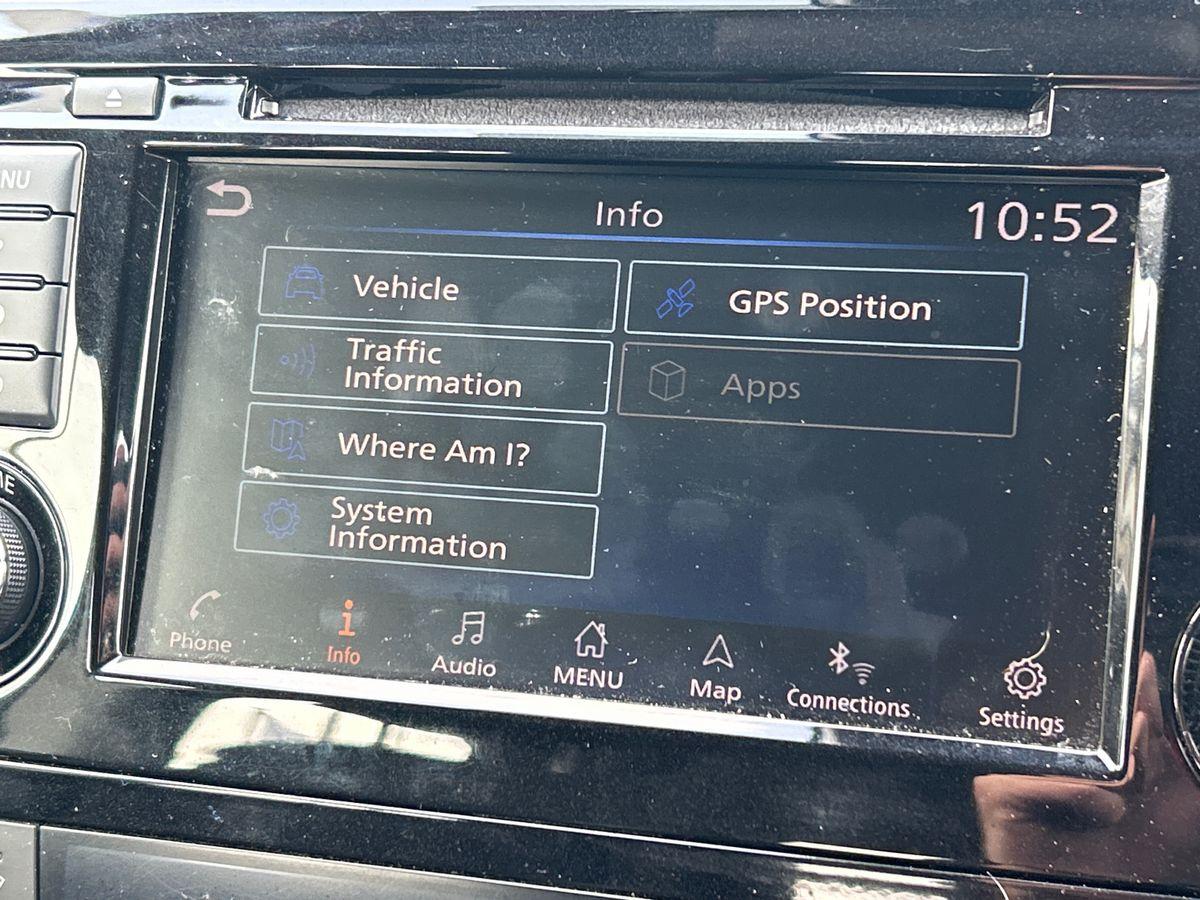 Info
10:52
Vehicle
GPS Position
Traffic
Information
Apps
Where Am I?
System
Information
Phone
Info
Audio
MENU
Map
Connections
Settings